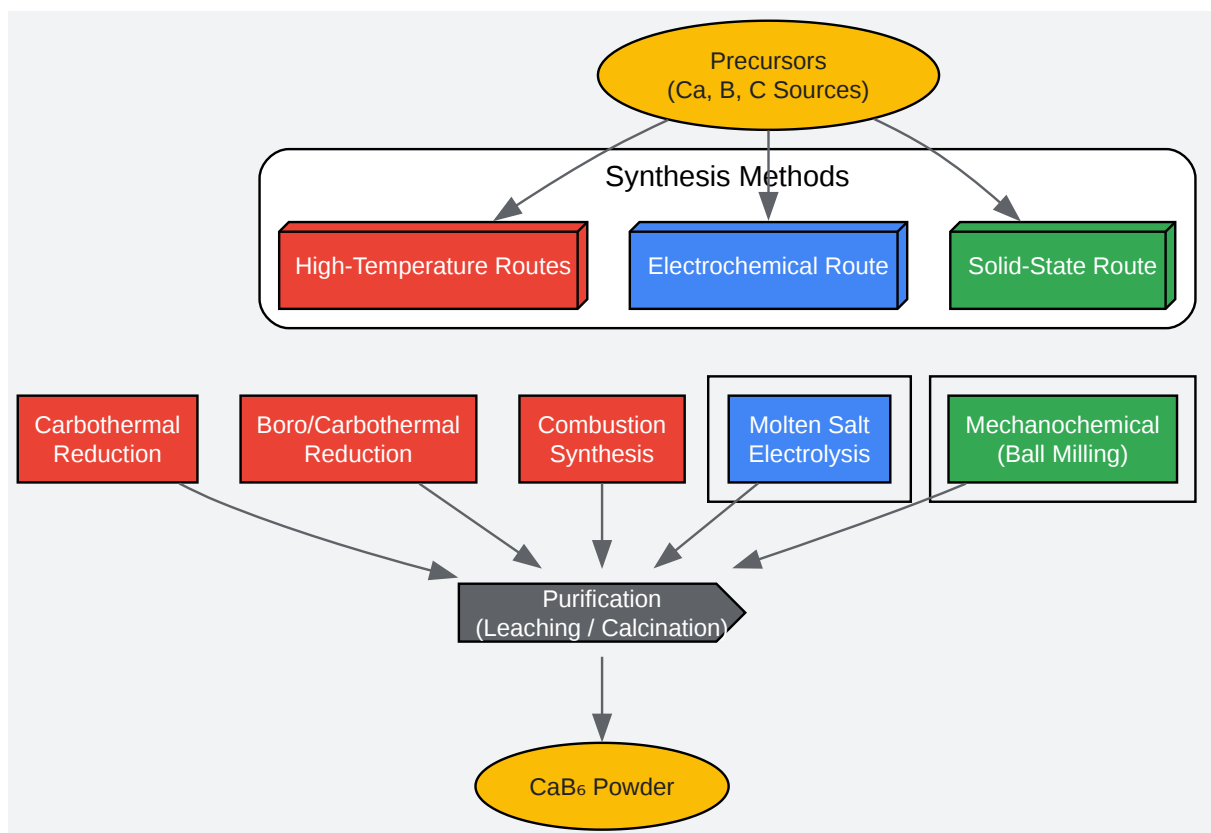 Precursors
(Ca, B, C Sources)
Synthesis Methods
High-Temperature Routes
Electrochemical Route
Solid-State Route
Carbothermal
Reduction
Boro/Carbothermal
Reduction
Combustion
Synthesis
Molten Salt
Electrolysis
Mechanochemical
(Ball Milling)
Purification
(Leaching / Calcination)
CaB₆ Powder